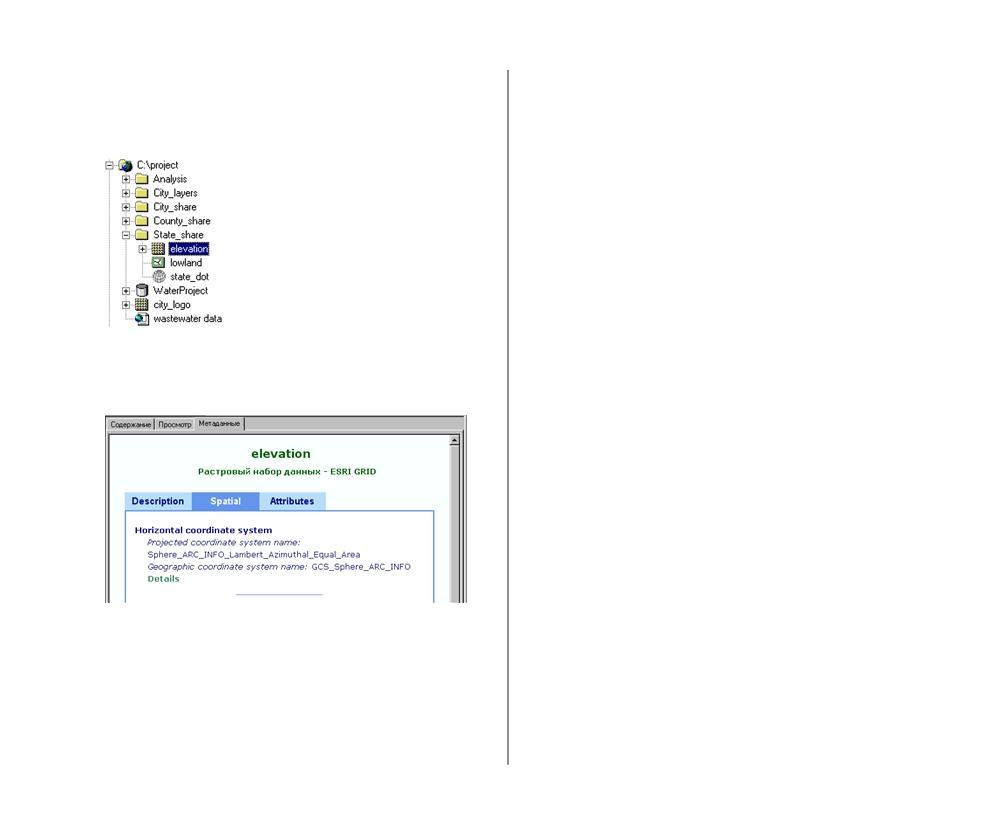 C:\project
Analysis
City_layers
City_share
County_share
State_share
elevation
lowland
state_dot
WaterProject
city_logo
wastewater data
Содержание Просмотр Метаданные
elevation
Растровый набор данных - ESRI GRID
Description Spatial Attributes
Horizontal coordinate system
Projected coordinate system name:
Sphere_ARC_INFO_Lambert_Azimuthal_Equal_Area
Geographic coordinate system name: GCS_Sphere_ARC_INFO
Details